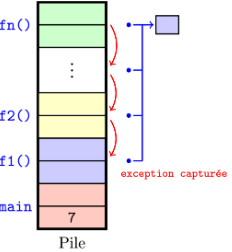 fn()
⋮
f2()
f1()
exception capturée
main
7
Pile